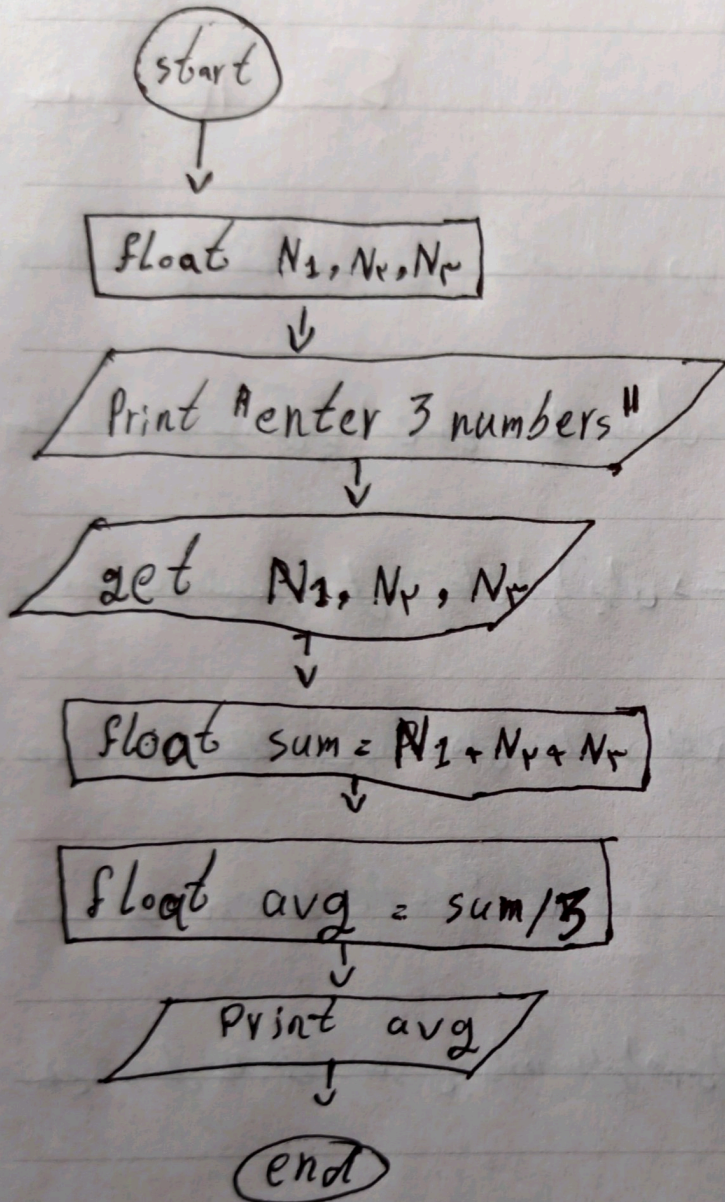 start
float N1, N۲, N۳
Print "enter 3 numbers"
get N1, N۲, N۳
float sum = N1 + N۲ + N۳
float avg = sum/3
Print avg
end